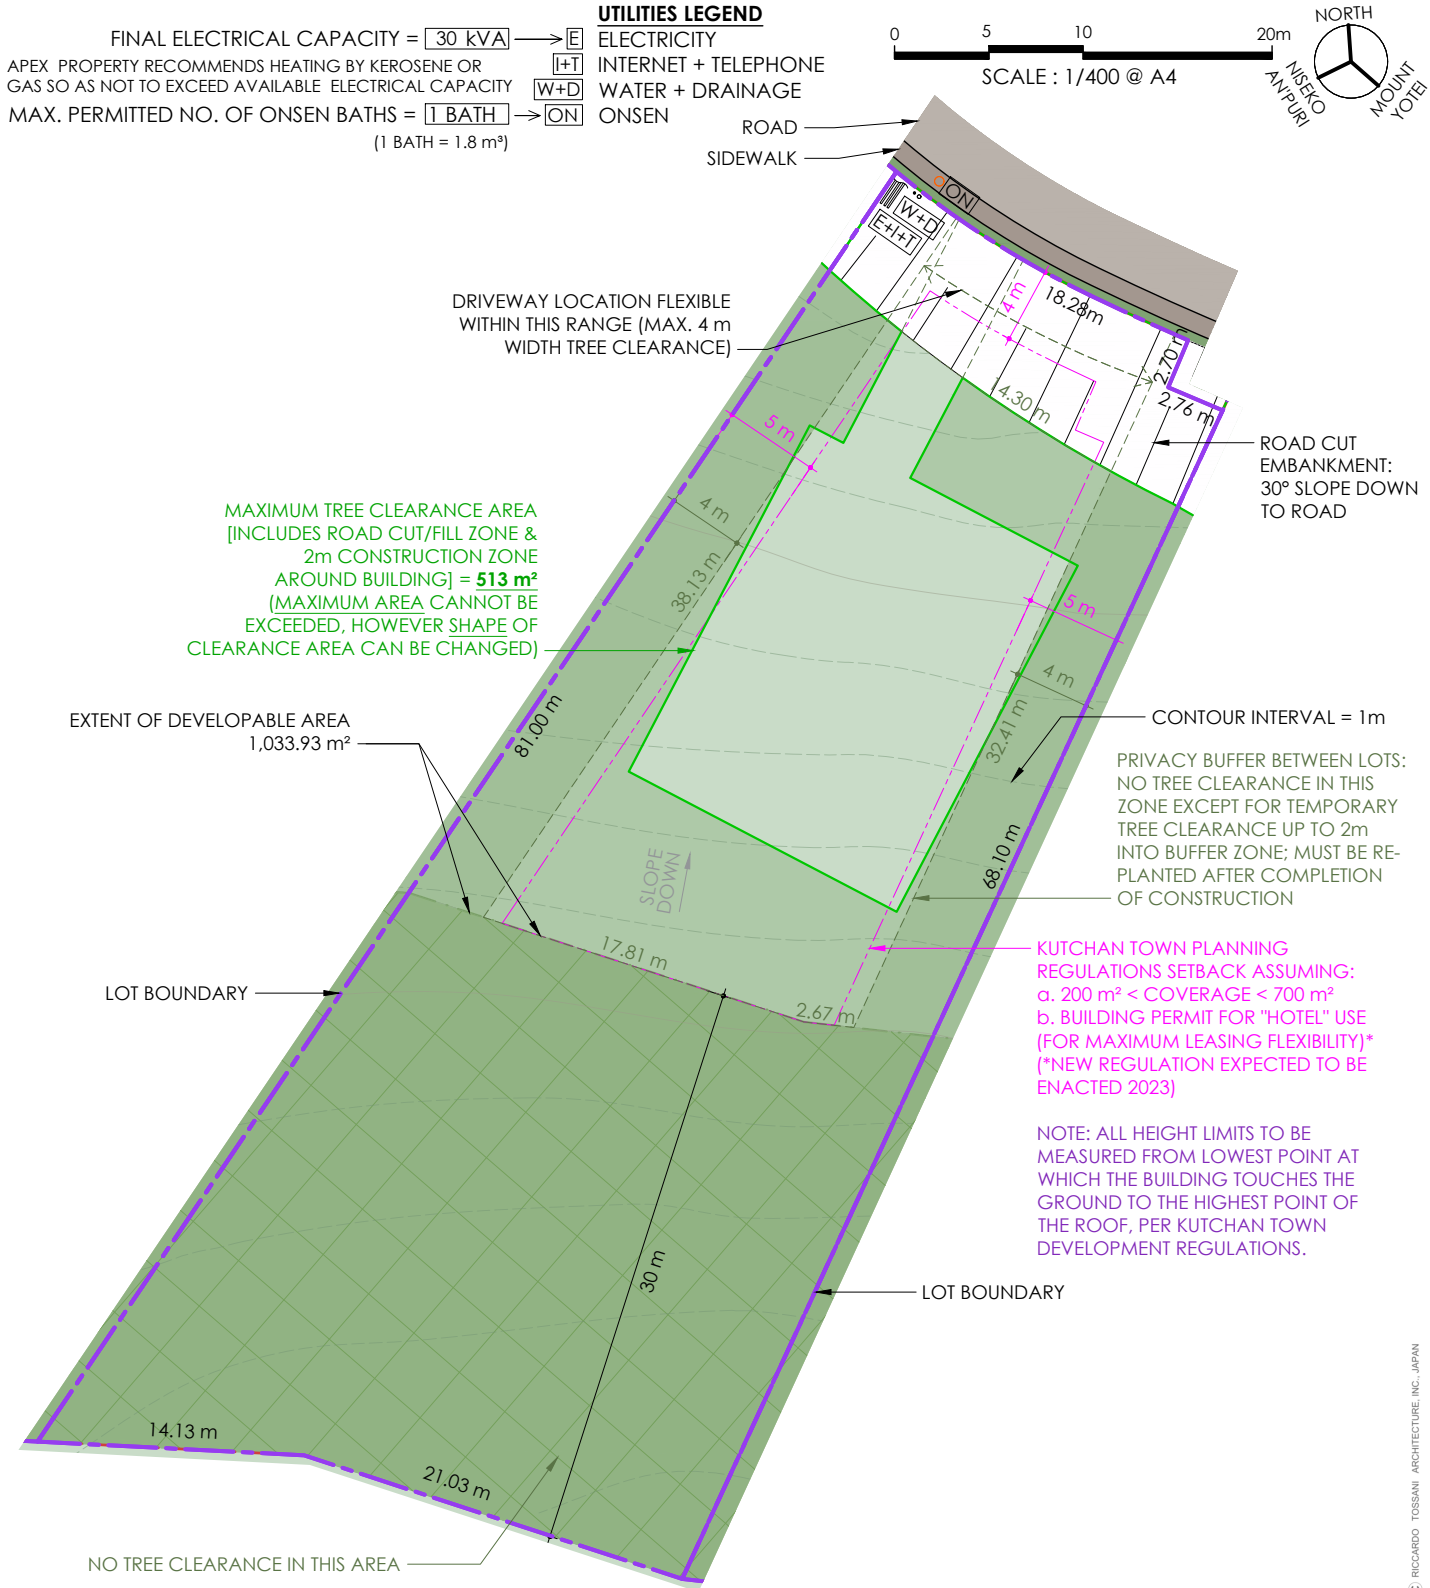 UTILITIES LEGEND
FINAL ELECTRICAL CAPACITY = 30 kVA
E ELECTRICITY
APEX PROPERTY RECOMMENDS HEATING BY KEROSENE OR
GAS SO AS NOT TO EXCEED AVAILABLE ELECTRICAL CAPACITY
I+T INTERNET + TELEPHONE
W+D WATER + DRAINAGE
MAX. PERMITTED NO. OF ONSEN BATHS = 1 BATH
ON ONSEN
(1 BATH = 1.8 m³)
0 5 10 20m
SCALE : 1/400 @ A4
NORTH
NISEKO
AN'PURI
MOUNT
YOTEI
ROAD
SIDEWALK
ON
W+D
E+I+T
DRIVEWAY LOCATION FLEXIBLE
WITHIN THIS RANGE (MAX. 4 m
WIDTH TREE CLEARANCE)
4 m
18.28m
2.70 m
2.76 m
14.30 m
5 m
ROAD CUT
EMBANKMENT:
30° SLOPE DOWN
TO ROAD
MAXIMUM TREE CLEARANCE AREA
[INCLUDES ROAD CUT/FILL ZONE &
2m CONSTRUCTION ZONE
AROUND BUILDING] = 513 m²
(MAXIMUM AREA CANNOT BE
EXCEEDED, HOWEVER SHAPE OF
CLEARANCE AREA CAN BE CHANGED)
4 m
38.13 m
5 m
4 m
32.41 m
81.00 m
68.10 m
EXTENT OF DEVELOPABLE AREA
1,033.93 m²
CONTOUR INTERVAL = 1m
PRIVACY BUFFER BETWEEN LOTS:
NO TREE CLEARANCE IN THIS
ZONE EXCEPT FOR TEMPORARY
TREE CLEARANCE UP TO 2m
INTO BUFFER ZONE; MUST BE RE-
PLANTED AFTER COMPLETION
OF CONSTRUCTION
SLOPE
DOWN
17.81 m
2.67 m
KUTCHAN TOWN PLANNING
REGULATIONS SETBACK ASSUMING:
a. 200 m² < COVERAGE < 700 m²
b. BUILDING PERMIT FOR "HOTEL" USE
(FOR MAXIMUM LEASING FLEXIBILITY)*
(*NEW REGULATION EXPECTED TO BE
ENACTED 2023)
LOT BOUNDARY
NOTE: ALL HEIGHT LIMITS TO BE
MEASURED FROM LOWEST POINT AT
WHICH THE BUILDING TOUCHES THE
GROUND TO THE HIGHEST POINT OF
THE ROOF, PER KUTCHAN TOWN
DEVELOPMENT REGULATIONS.
30 m
LOT BOUNDARY
14.13 m
21.03 m
NO TREE CLEARANCE IN THIS AREA
© RICCARDO TOSSANI ARCHITECTURE, INC., JAPAN